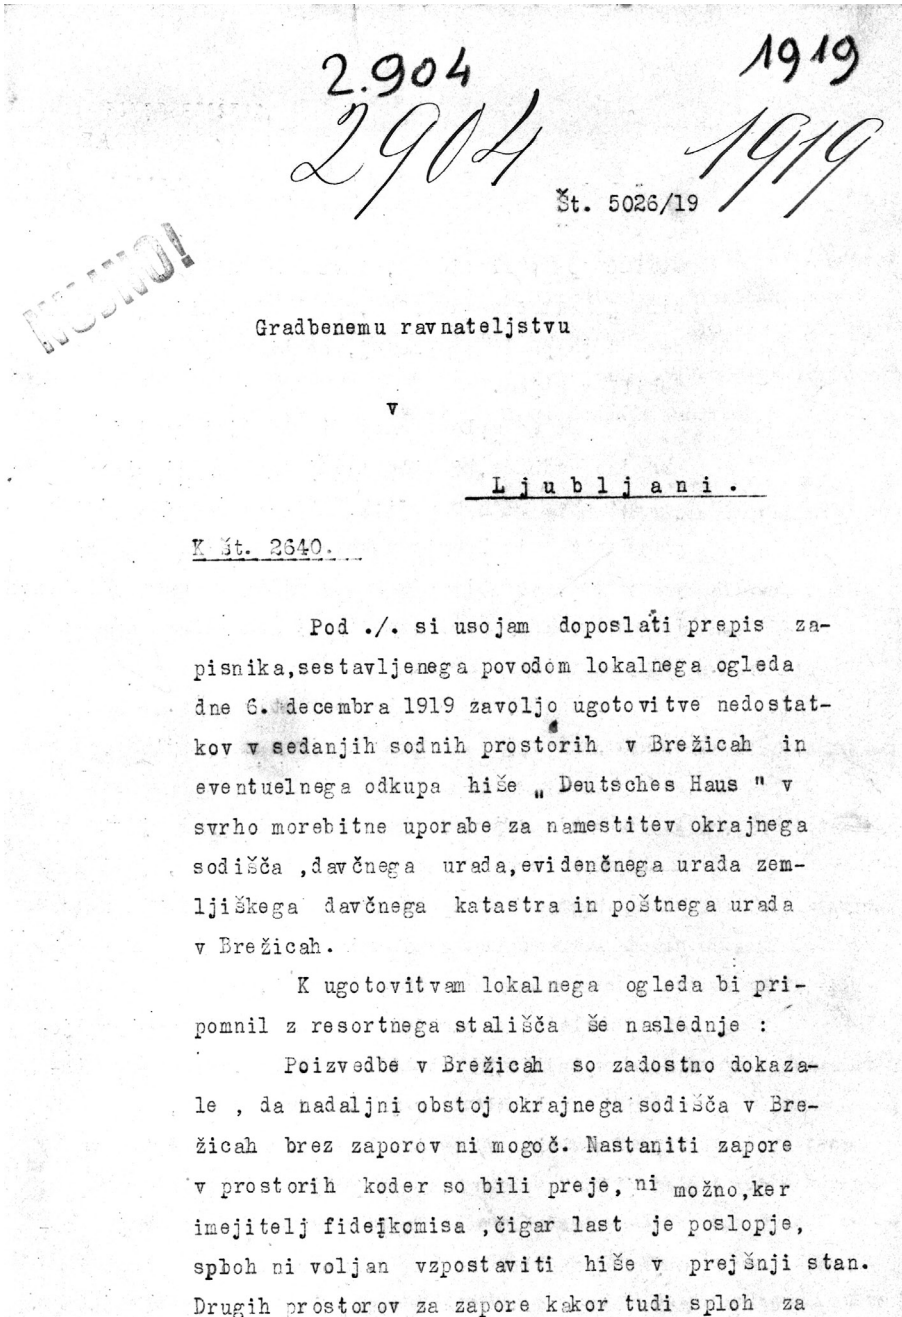 2.904 1919
2904 1919
Št. 5026/19
NUJNO!
Gradbenemu ravnateljstvu
v
Ljubljani.
K št. 2640.
Pod ./. si usojam doposlati prepis za-
pisnika,sestavljenega povodom lokalnega ogleda
dne 6. decembra 1919 zavoljo ugotovitve nedostat-
kov v sedanjih sodnih prostorih v Brežicah in
eventuelnega odkupa hiše „ Deutsches Haus " v
svrho morebitne uporabe za namestitev okrajnega
sodišča ,davčnega urada,evidenčnega urada zem-
ljiškega davčnega katastra in poštnega urada
v Brežicah.
K ugotovitvam lokalnega ogleda bi pri-
pomnil z resortnega stališča še naslednje :
Poizvedbe v Brežicah so zadostno dokaza-
le , da nadaljni obstoj okrajnega sodišča v Bre-
žicah brez zaporov ni mogoč. Nastaniti zapore
v prostorih koder so bili preje, ni možno,ker
imejitelj fidejkomisa ,čigar last je poslopje,
spboh ni voljan vzpostaviti hiše v prejšnji stan.
Drugih prostorov za zapore kakor tudi sploh za